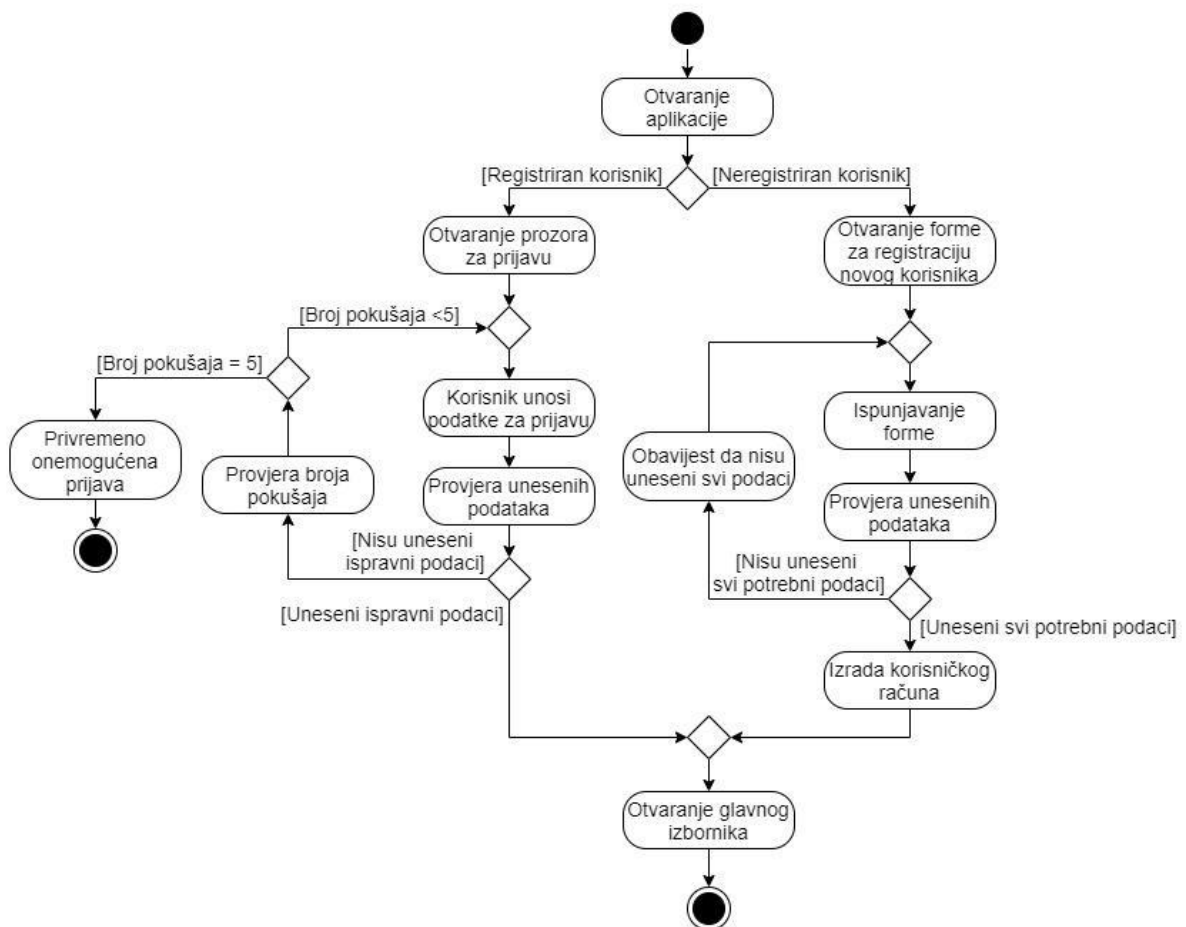 Otvaranje
aplikacije
[Registriran korisnik]
[Neregistriran korisnik]
Otvaranje prozora
za prijavu
Otvaranje forme
za registraciju
novog korisnika
[Broj pokušaja <5]
[Broj pokušaja = 5]
Korisnik unosi
podatke za prijavu
Ispunjavanje
forme
Privremeno
onemogućena
prijava
Provjera broja
pokušaja
Obavijest da nisu
uneseni svi podaci
Provjera unesenih
podataka
Provjera unesenih
podataka
[Nisu uneseni
ispravni podaci]
[Nisu uneseni
svi potrebni podaci]
[Uneseni ispravni podaci]
[Uneseni svi potrebni podaci]
Izrada korisničkog
računa
Otvaranje glavnog
izbornika